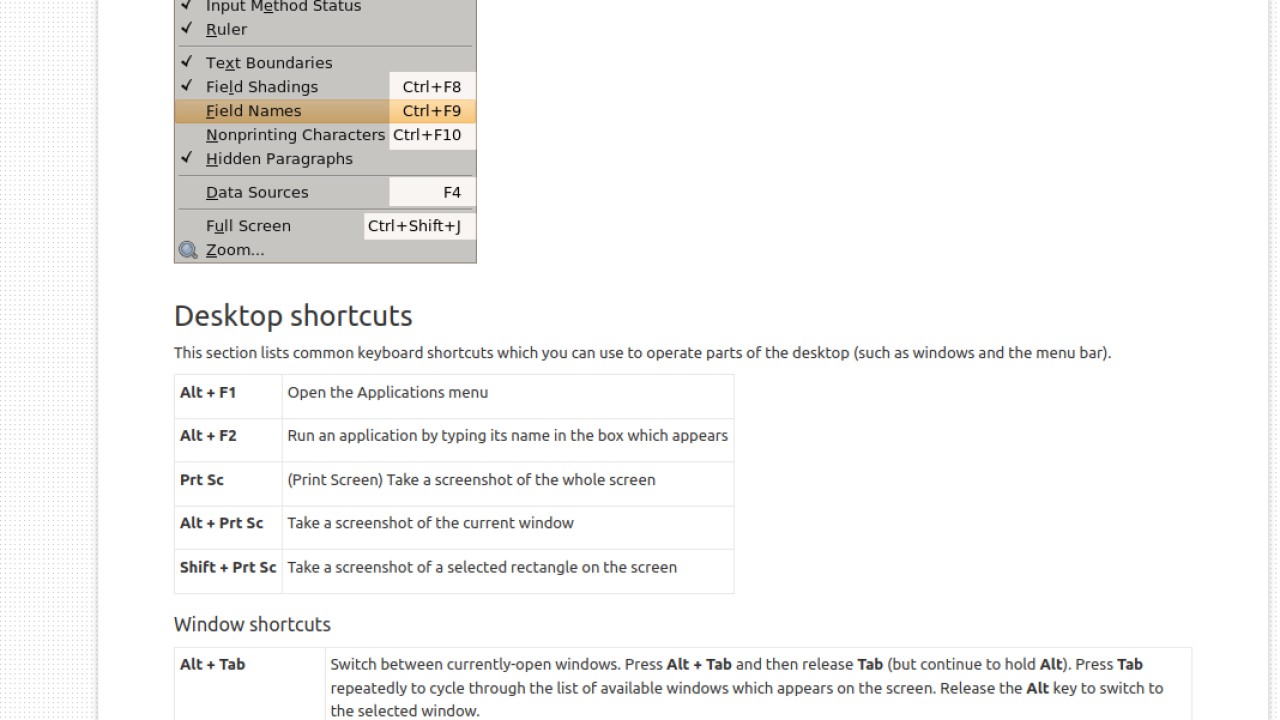 ✓ Input Method Status
✓ Ruler
✓ Text Boundaries
✓ Field Shadings Ctrl+F8
Field Names Ctrl+F9
Nonprinting Characters Ctrl+F10
✓ Hidden Paragraphs
Data Sources F4
Full Screen Ctrl+Shift+J
Zoom...
Desktop shortcuts
This section lists common keyboard shortcuts which you can use to operate parts of the desktop (such as windows and the menu bar).
Alt + F1 Open the Applications menu
Alt + F2 Run an application by typing its name in the box which appears
Prt Sc (Print Screen) Take a screenshot of the whole screen
Alt + Prt Sc Take a screenshot of the current window
Shift + Prt Sc Take a screenshot of a selected rectangle on the screen
Window shortcuts
Alt + Tab Switch between currently-open windows. Press Alt + Tab and then release Tab (but continue to hold Alt). Press Tab
repeatedly to cycle through the list of available windows which appears on the screen. Release the Alt key to switch to
the selected window.